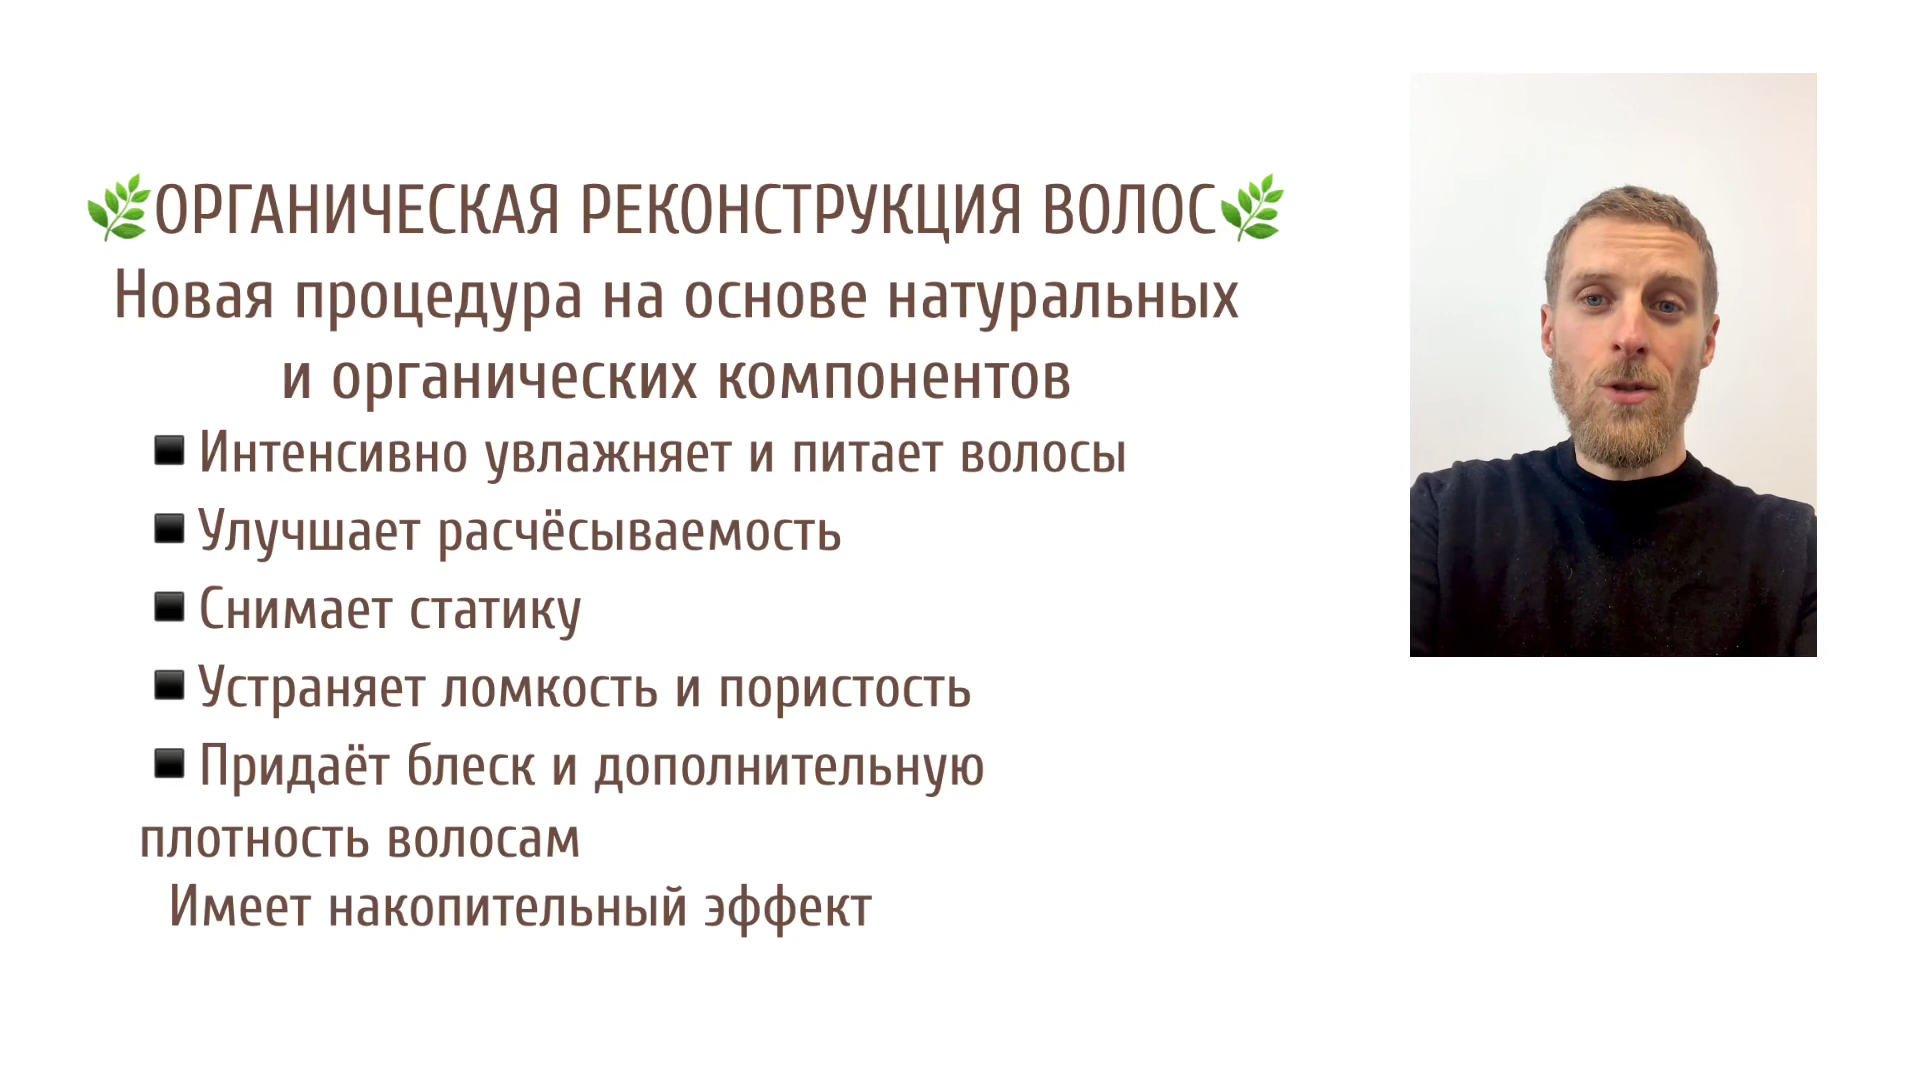 🌿ОРГАНИЧЕСКАЯ РЕКОНСТРУКЦИЯ ВОЛОС🌿
Новая процедура на основе натуральных
и органических компонентов
▪️Интенсивно увлажняет и питает волосы
▪️Улучшает расчёсываемость
▪️Снимает статику
▪️Устраняет ломкость и пористость
▪️Придаёт блеск и дополнительную
плотность волосам
Имеет накопительный эффект